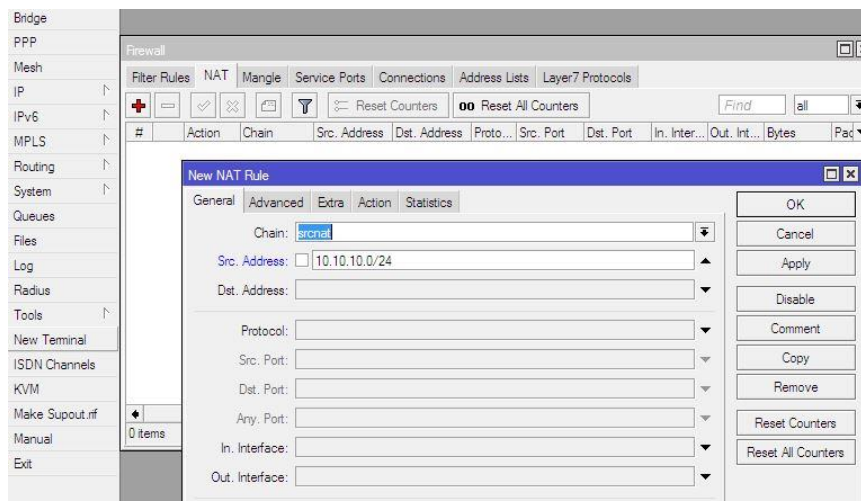 Bridge
PPP
Mesh
IP
IPv6
MPLS
Routing
System
Queues
Files
Log
Radius
Tools
New Terminal
ISDN Channels
KVM
Make Supout.rif
Manual
Exit
Firewall
Filter Rules NAT Mangle Service Ports Connections Address Lists Layer7 Protocols
Reset Counters 00 Reset All Counters Find all
# Action Chain Src. Address Dst. Address Proto... Src. Port Dst. Port In. Inter... Out. Int... Bytes Pac
0 items
New NAT Rule
General Advanced Extra Action Statistics
Chain: srcnat
Src. Address: 10.10.10.0/24
Dst. Address:
Protocol:
Src. Port:
Dst. Port:
Any. Port:
In. Interface:
Out. Interface:
OK
Cancel
Apply
Disable
Comment
Copy
Remove
Reset Counters
Reset All Counters